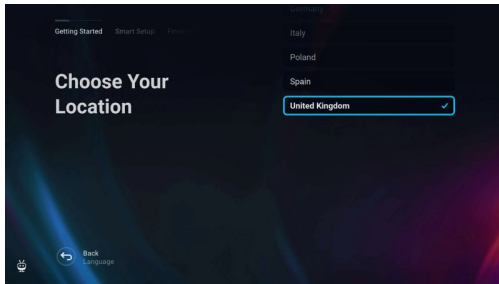 Germany
Getting Started Smart Setup
Italy
Poland
Choose Your
Location
Spain
United Kingdom
Back
Language